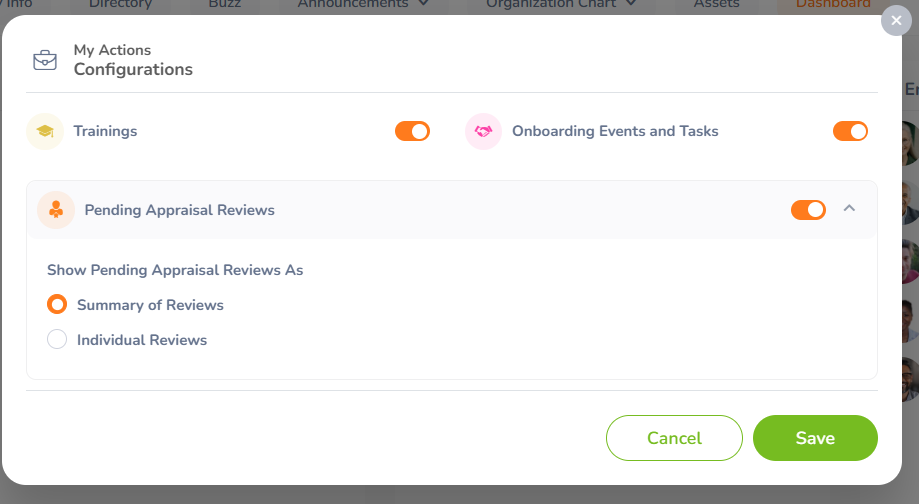 Info
Directory
Buzz
Announcements
Organization Chart
Assets
Dashboard
My Actions
Configurations
Trainings
Onboarding Events and Tasks
Pending Appraisal Reviews
Show Pending Appraisal Reviews As
Summary of Reviews
Individual Reviews
Cancel
Save